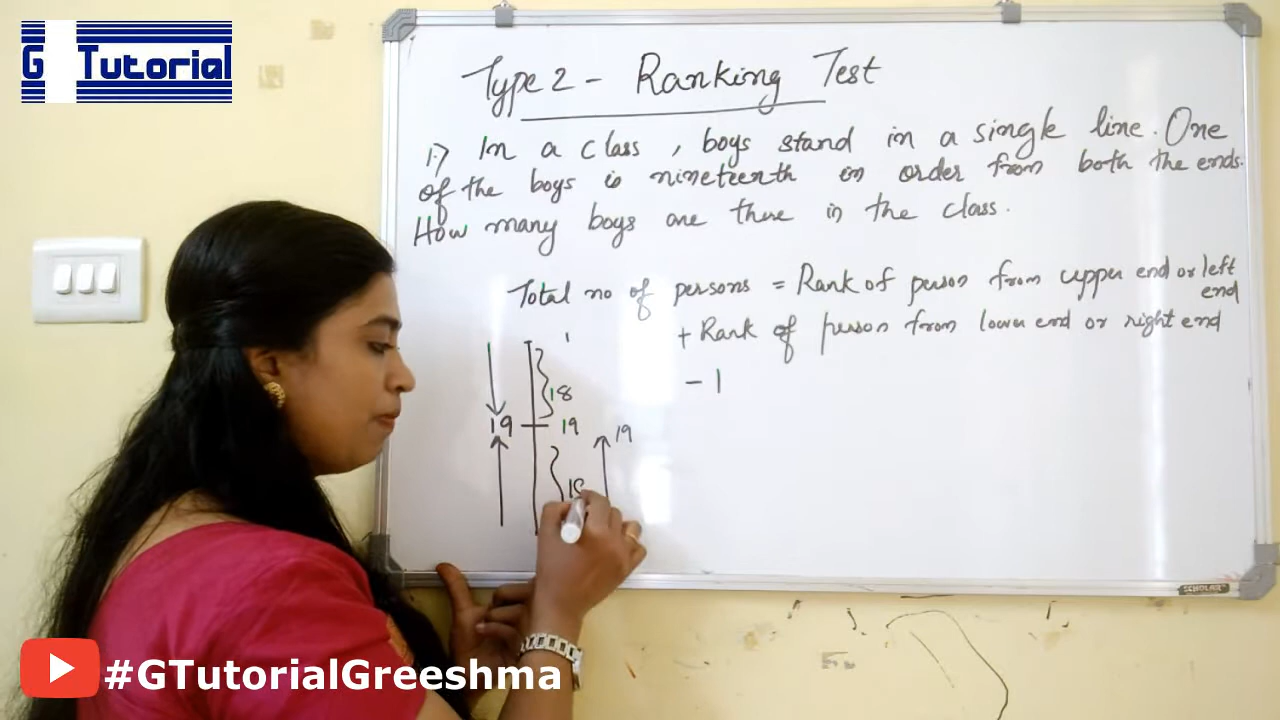 G Tutorial
Type 2 - Ranking Test
1.) In a class, boys stand in a single line. One
of the boys is nineteenth in order from both the ends.
How many boys are there in the class.
Total no of persons = Rank of person from upper end or left
end
+ Rank of person from lower end or right end
- 1
1
18
19 19
19
18
SCHOLAR
#GTutorialGreeshma